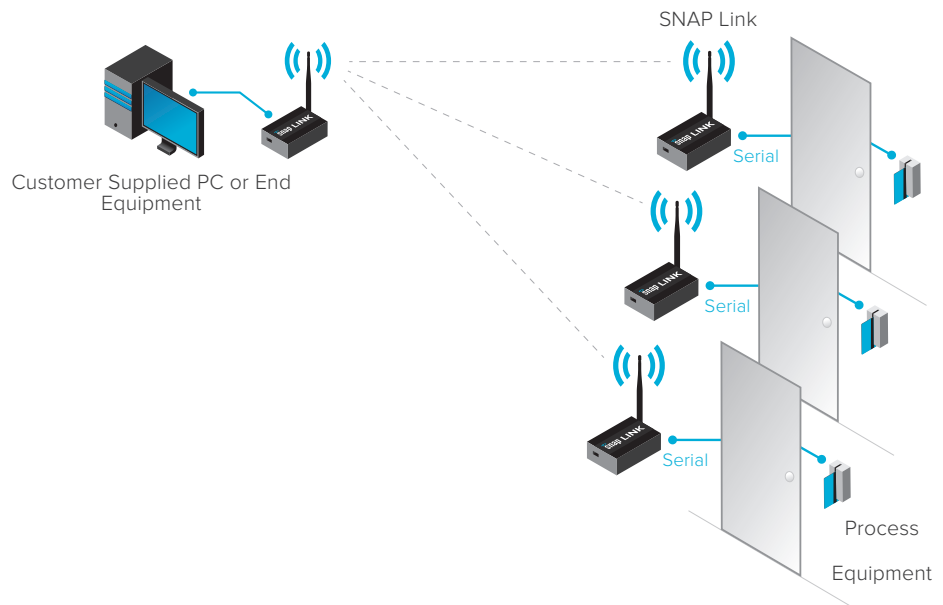 SNAP Link
snap LINK
snap LINK
Serial
Customer Supplied PC or End
Equipment
snap LINK
Serial
snap LINK
Serial
Process
Equipment